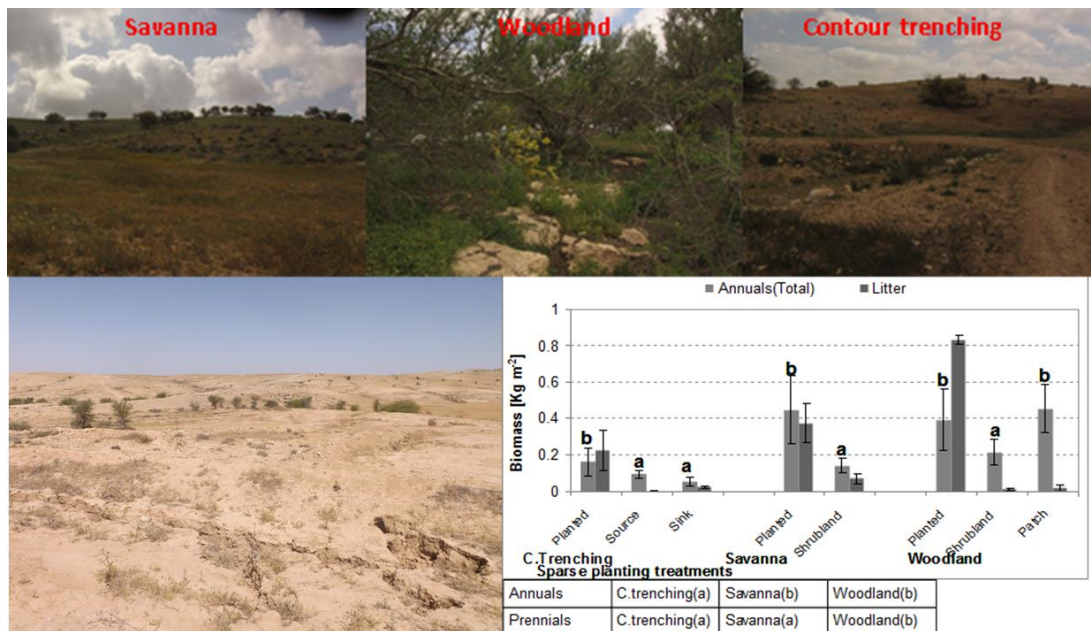 Savanna
Woodland
Contour trenching
Annuals(Total) Litter
Biomass [Kg m-2]
1
0.8
0.6
0.4
0.2
0
b a a b a b a b
Planted Source Sink Planted Shrubland Planted Shrubland Patch
C.Trenching Savanna Woodland
Sparse planting treatments
Annuals C.trenching(a) Savanna(b) Woodland(b)
Prennials C.trenching(a) Savanna(a) Woodland(b)